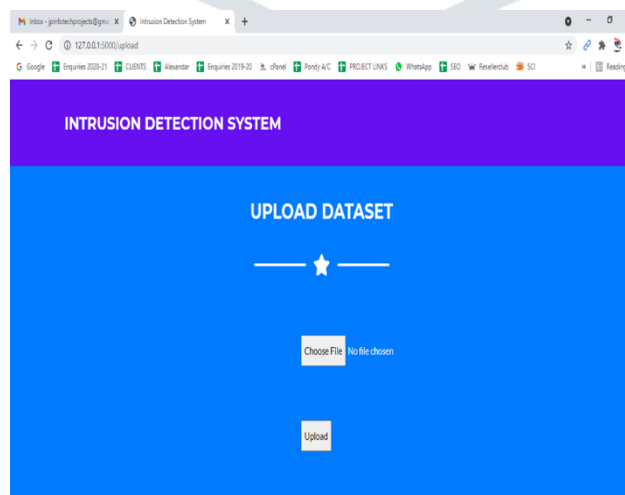 Inbox - jpinfotechprojects@gma
Intrusion Detection System
127.0.0.1:5000/upload
Google Enquiries 2020-21 CLIENTS Alexandar Enquiries 2019-20 cPanel Pondy A/C PROJECT LINKS WhatsApp SEO Resellerclub SCI » Reading
INTRUSION DETECTION SYSTEM
UPLOAD DATASET
Choose File No file chosen
Upload